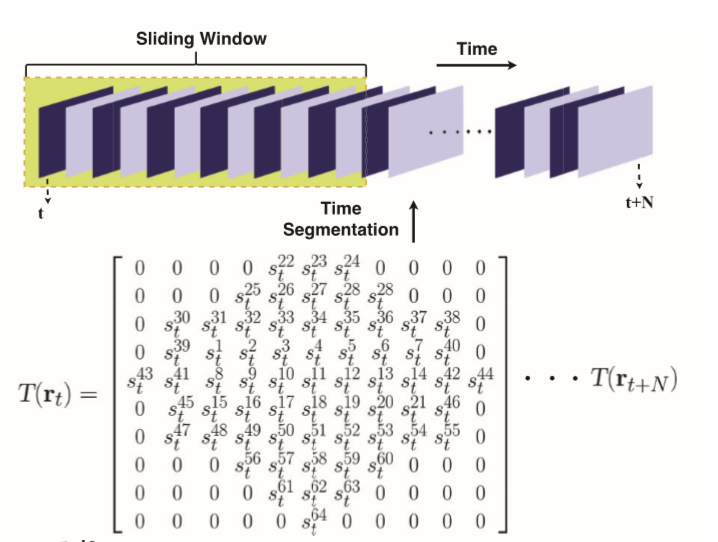 Sliding Window
Time
t
t+N
Time
Segmentation
0 0 0 0 s_t^22 s_t^23 s_t^24 0 0 0 0
0 0 0 s_t^25 s_t^26 s_t^27 s_t^28 s_t^28 0 0 0
0 s_t^30 s_t^31 s_t^32 s_t^33 s_t^34 s_t^35 s_t^36 s_t^37 s_t^38 0
0 s_t^39 s_t^1 s_t^2 s_t^3 s_t^4 s_t^5 s_t^6 s_t^7 s_t^40 0
T(r_t) = s_t^43 s_t^41 s_t^8 s_t^9 s_t^10 s_t^11 s_t^12 s_t^13 s_t^14 s_t^42 s_t^44 · · · T(r_{t+N})
0 s_t^45 s_t^15 s_t^16 s_t^17 s_t^18 s_t^19 s_t^20 s_t^21 s_t^46 0
0 s_t^47 s_t^48 s_t^49 s_t^50 s_t^51 s_t^52 s_t^53 s_t^54 s_t^55 0
0 0 0 s_t^56 s_t^57 s_t^58 s_t^59 s_t^60 0 0 0
0 0 0 0 s_t^61 s_t^62 s_t^63 0 0 0 0
0 0 0 0 0 s_t^64 0 0 0 0 0